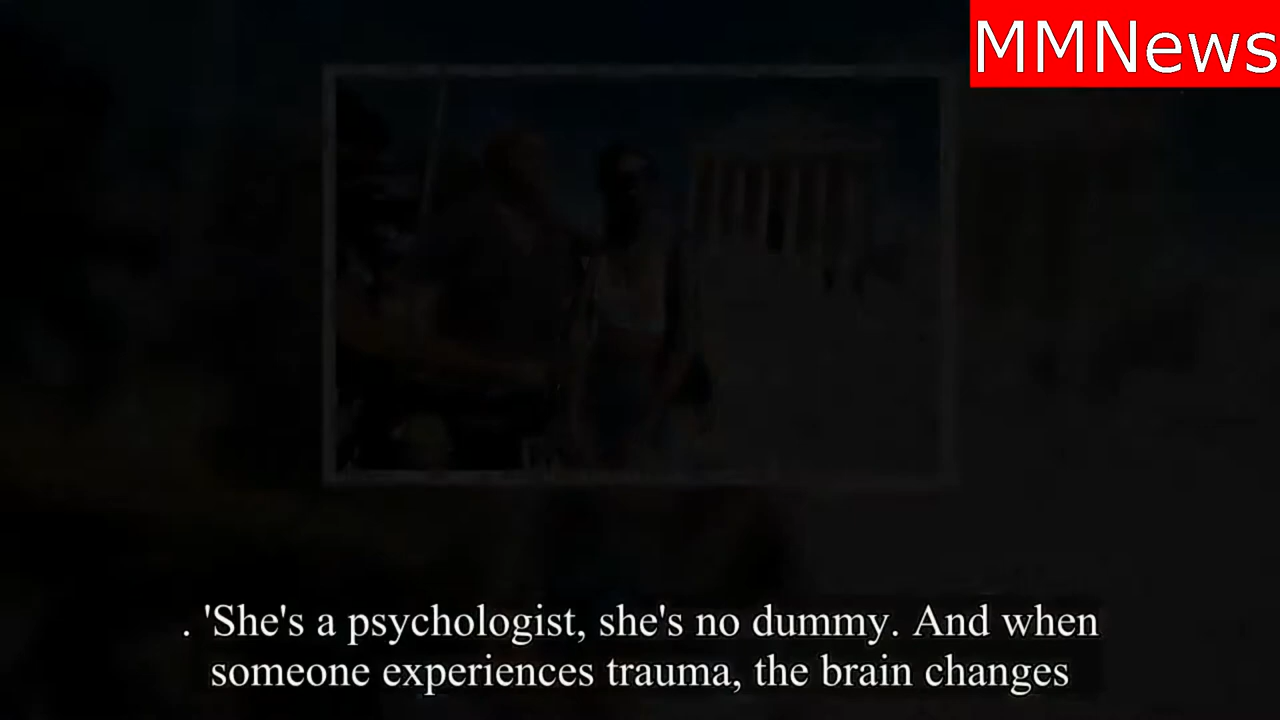 MMNews
. 'She's a psychologist, she's no dummy. And when
someone experiences trauma, the brain changes